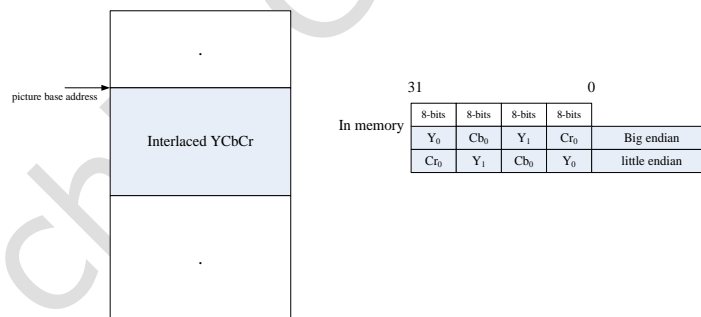 .
picture base address
Interlaced YCbCr
.
31 0
In memory
8-bits 8-bits 8-bits 8-bits
Y0 Cb0 Y1 Cr0 Big endian
Cr0 Y1 Cb0 Y0 little endian